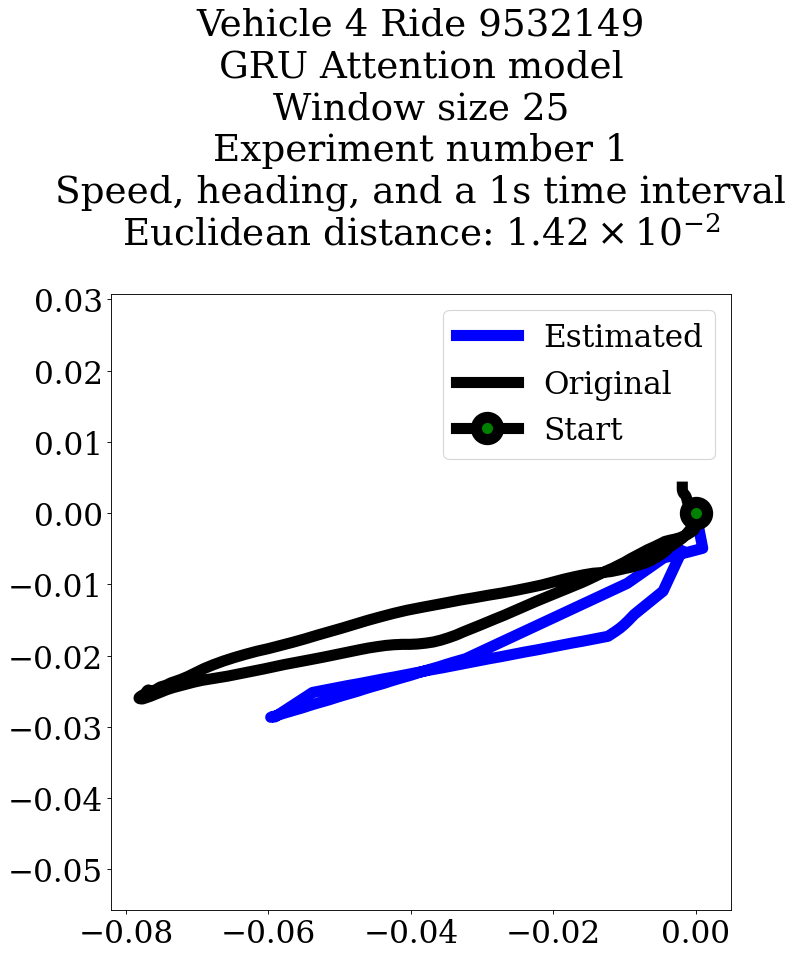 Vehicle 4 Ride 9532149
GRU Attention model
Window size 25
Experiment number 1
Speed, heading, and a 1s time interval
Euclidean distance: 1.42 × 10⁻²
0.03
0.02
0.01
0.00
−0.01
−0.02
−0.03
−0.04
−0.05
Estimated
Original
Start
−0.08
−0.06
−0.04
−0.02
0.00